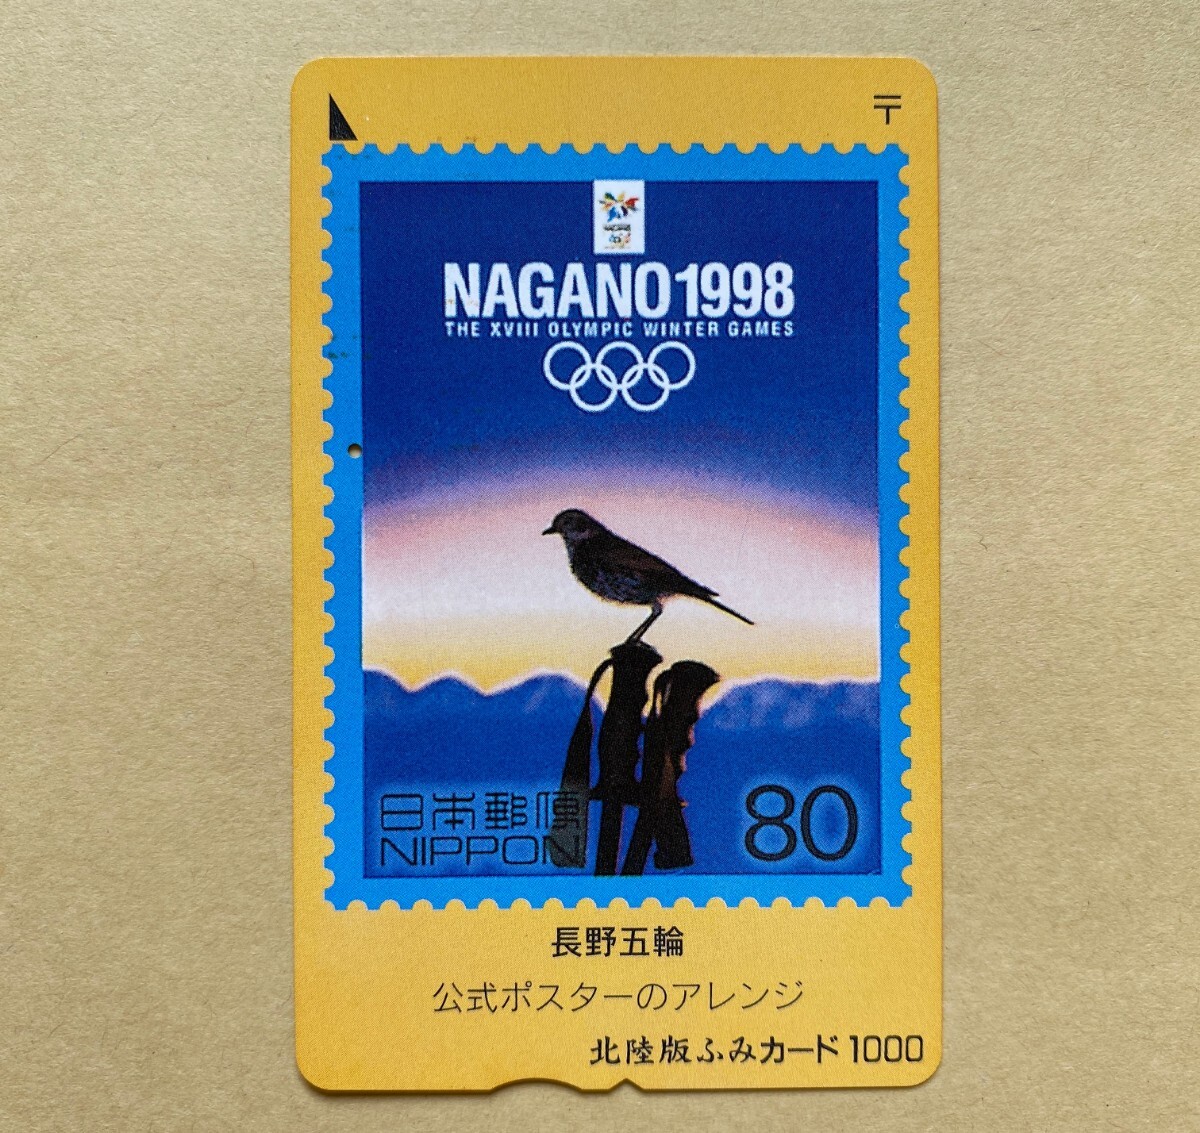 〒
NAGANO
NAGANO1998
THE XVIII OLYMPIC WINTER GAMES
日本郵便
NIPPON
80
長野五輪
公式ポスターのアレンジ
北陸版ふみカード1000